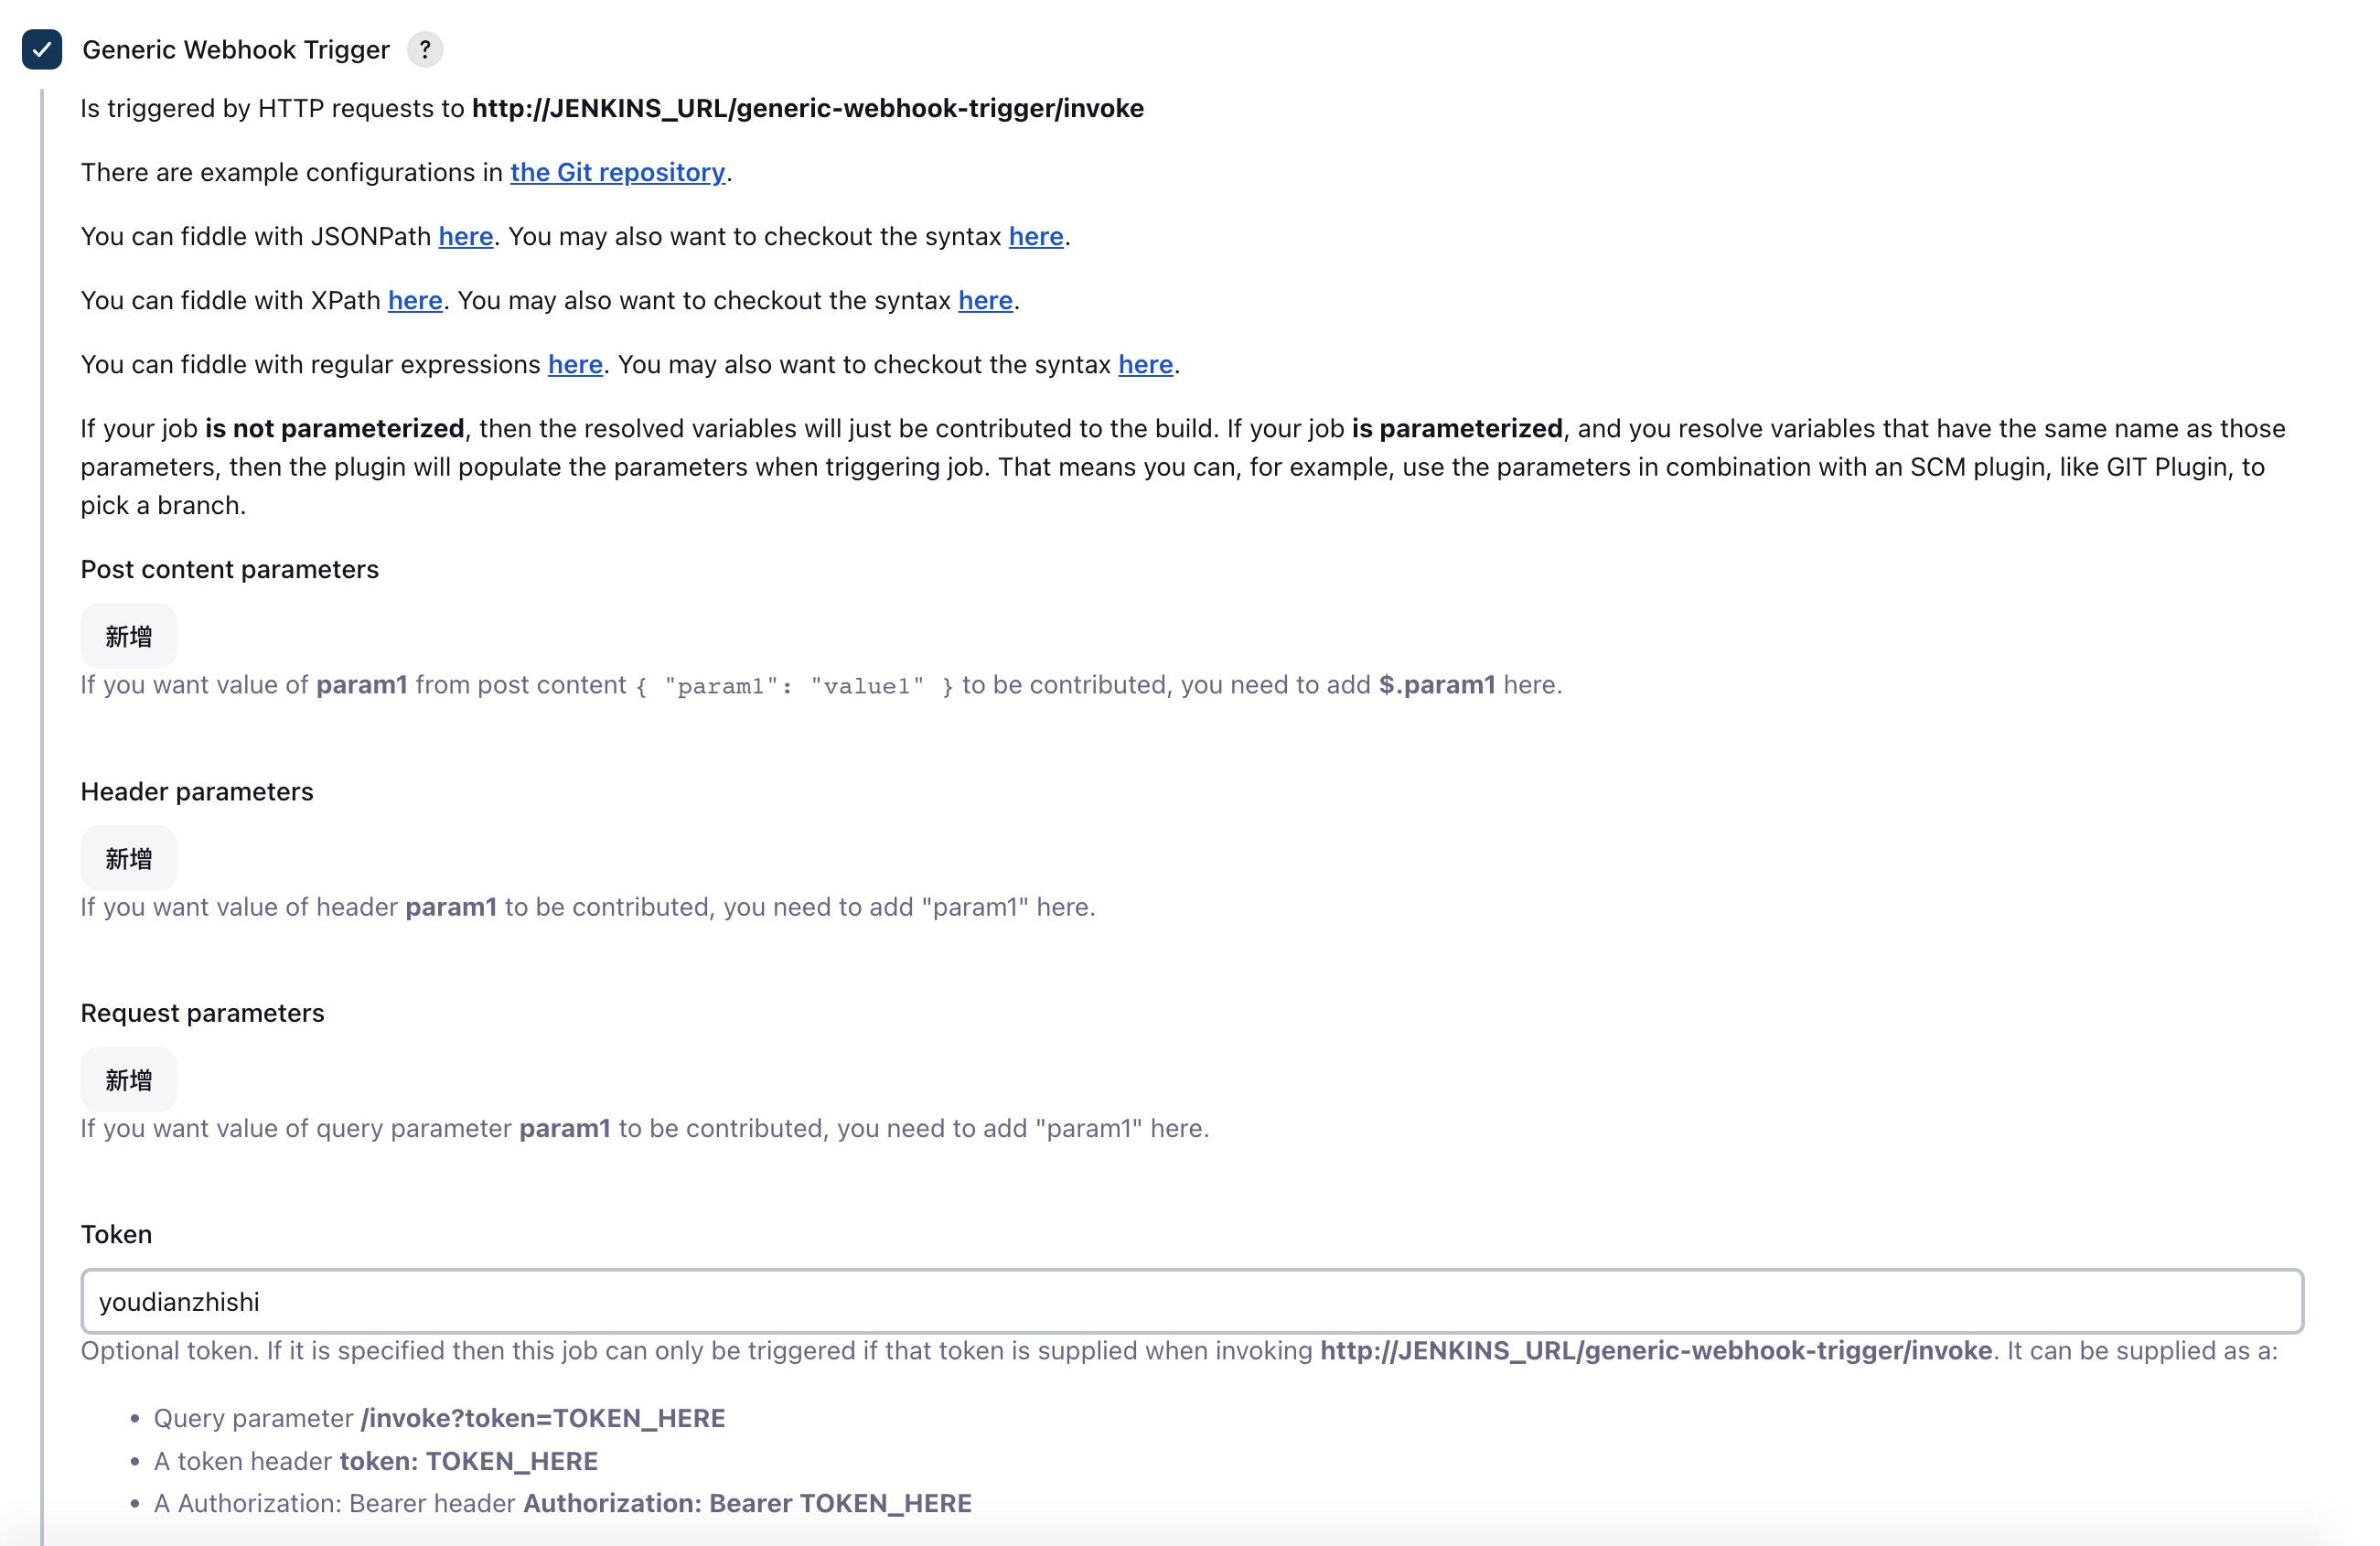 Generic Webhook Trigger ?
Is triggered by HTTP requests to http://JENKINS_URL/generic-webhook-trigger/invoke
There are example configurations in the Git repository.
You can fiddle with JSONPath here. You may also want to checkout the syntax here.
You can fiddle with XPath here. You may also want to checkout the syntax here.
You can fiddle with regular expressions here. You may also want to checkout the syntax here.
If your job is not parameterized, then the resolved variables will just be contributed to the build. If your job is parameterized, and you resolve variables that have the same name as those
parameters, then the plugin will populate the parameters when triggering job. That means you can, for example, use the parameters in combination with an SCM plugin, like GIT Plugin, to
pick a branch.
Post content parameters
新增
If you want value of param1 from post content { "param1": "value1" } to be contributed, you need to add $.param1 here.
Header parameters
新增
If you want value of header param1 to be contributed, you need to add "param1" here.
Request parameters
新增
If you want value of query parameter param1 to be contributed, you need to add "param1" here.
Token
youdianzhishi
Optional token. If it is specified then this job can only be triggered if that token is supplied when invoking http://JENKINS_URL/generic-webhook-trigger/invoke. It can be supplied as a:
• Query parameter /invoke?token=TOKEN_HERE
• A token header token: TOKEN_HERE
• A Authorization: Bearer header Authorization: Bearer TOKEN_HERE